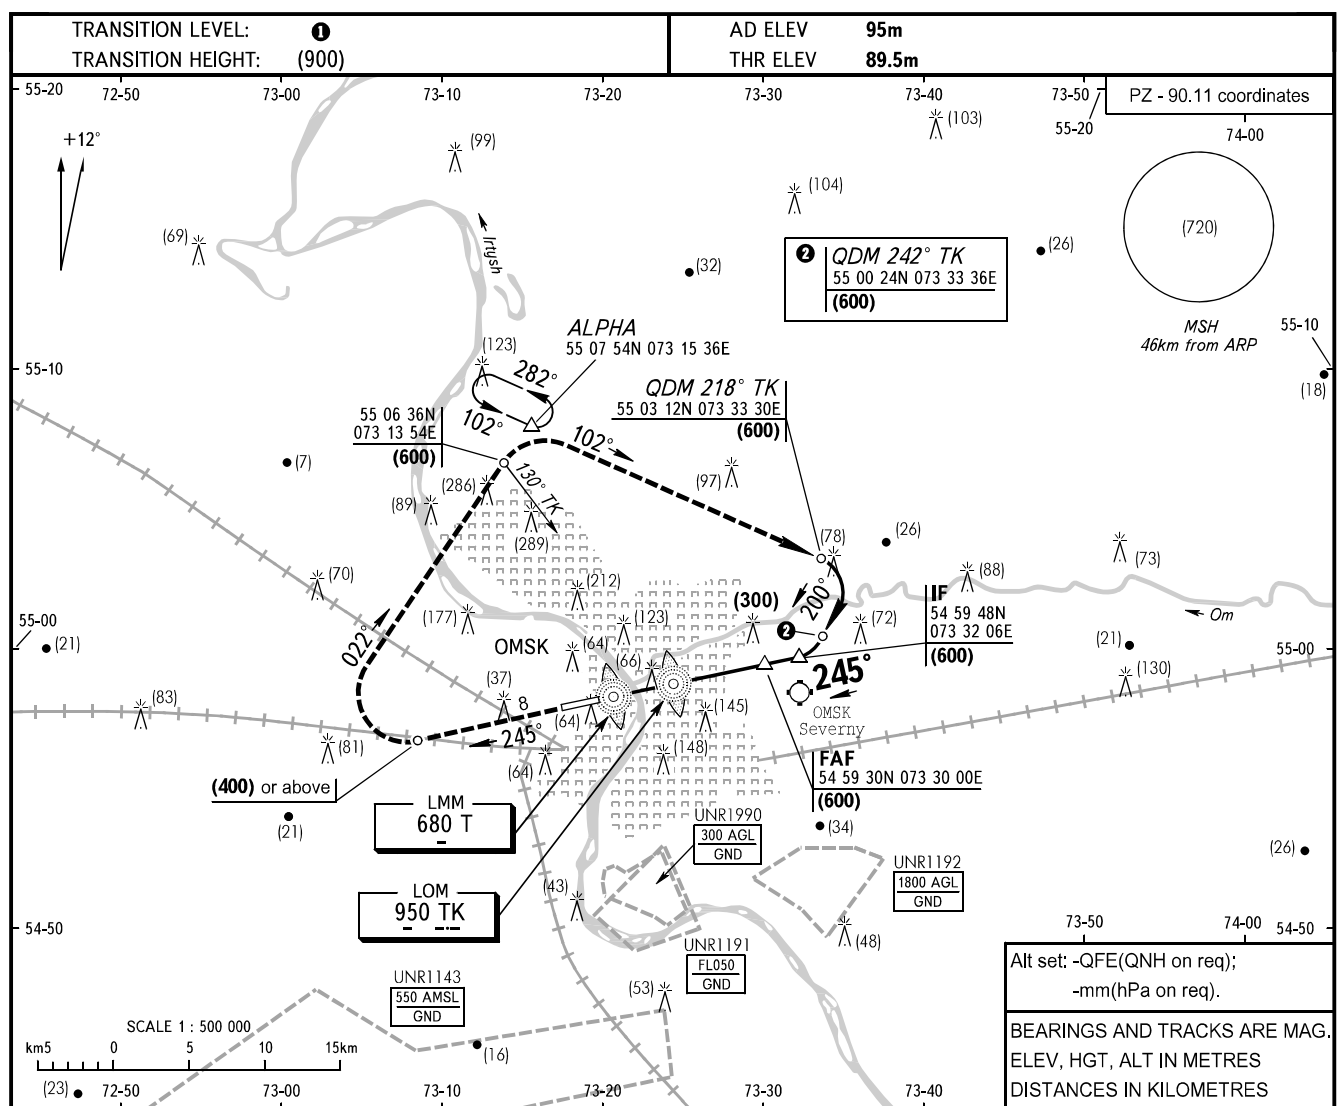 TRANSITION LEVEL: ❶
TRANSITION HEIGHT: (900)
AD ELEV 95m
THR ELEV 89.5m
55-20
72-50
73-00
73-10
73-20
73-30
73-40
73-50
PZ - 90.11 coordinates
55-20
74-00
+12°
(99)
(103)
(104)
(69)
Irtysh
(32)
(26)
(720)
MSH
46km from ARP
❷ QDM 242° TK
55 00 24N 073 33 36E
(600)
55-10
55-10
(18)
ALPHA
55 07 54N 073 15 36E
(123)
282°
102°
QDM 218° TK
55 03 12N 073 33 30E
(600)
55 06 36N
073 13 54E
(600)
102°
130° TK
(7)
(286)
(89)
(289)
(97)
(78)
(26)
(73)
(88)
(70)
(212)
(177)
(123)
(300)
200°
❷
(72)
IF
54 59 48N
073 32 06E
(600)
Om
55-00
(21)
022°
OMSK
(64)
(66)
(21)
55-00
(130)
245°
OMSK
Severny
(83)
(37)
8
(64)
(145)
(81)
245°
(64)
(148)
FAF
54 59 30N 073 30 00E
(600)
(400) or above
(21)
LMM
680 T
UNR1990
300 AGL
GND
(34)
(26)
UNR1192
1800 AGL
GND
LOM
950 TK
(43)
(48)
54-50
73-50
74-00
54-50
UNR1191
FL050
GND
UNR1143
550 AMSL
GND
(53)
Alt set: -QFE(QNH on req);
-mm(hPa on req).
SCALE 1 : 500 000
km5 0 5 10 15km
(16)
(23)
BEARINGS AND TRACKS ARE MAG.
ELEV, HGT, ALT IN METRES
DISTANCES IN KILOMETRES
72-50
73-00
73-10
73-20
73-30
73-40